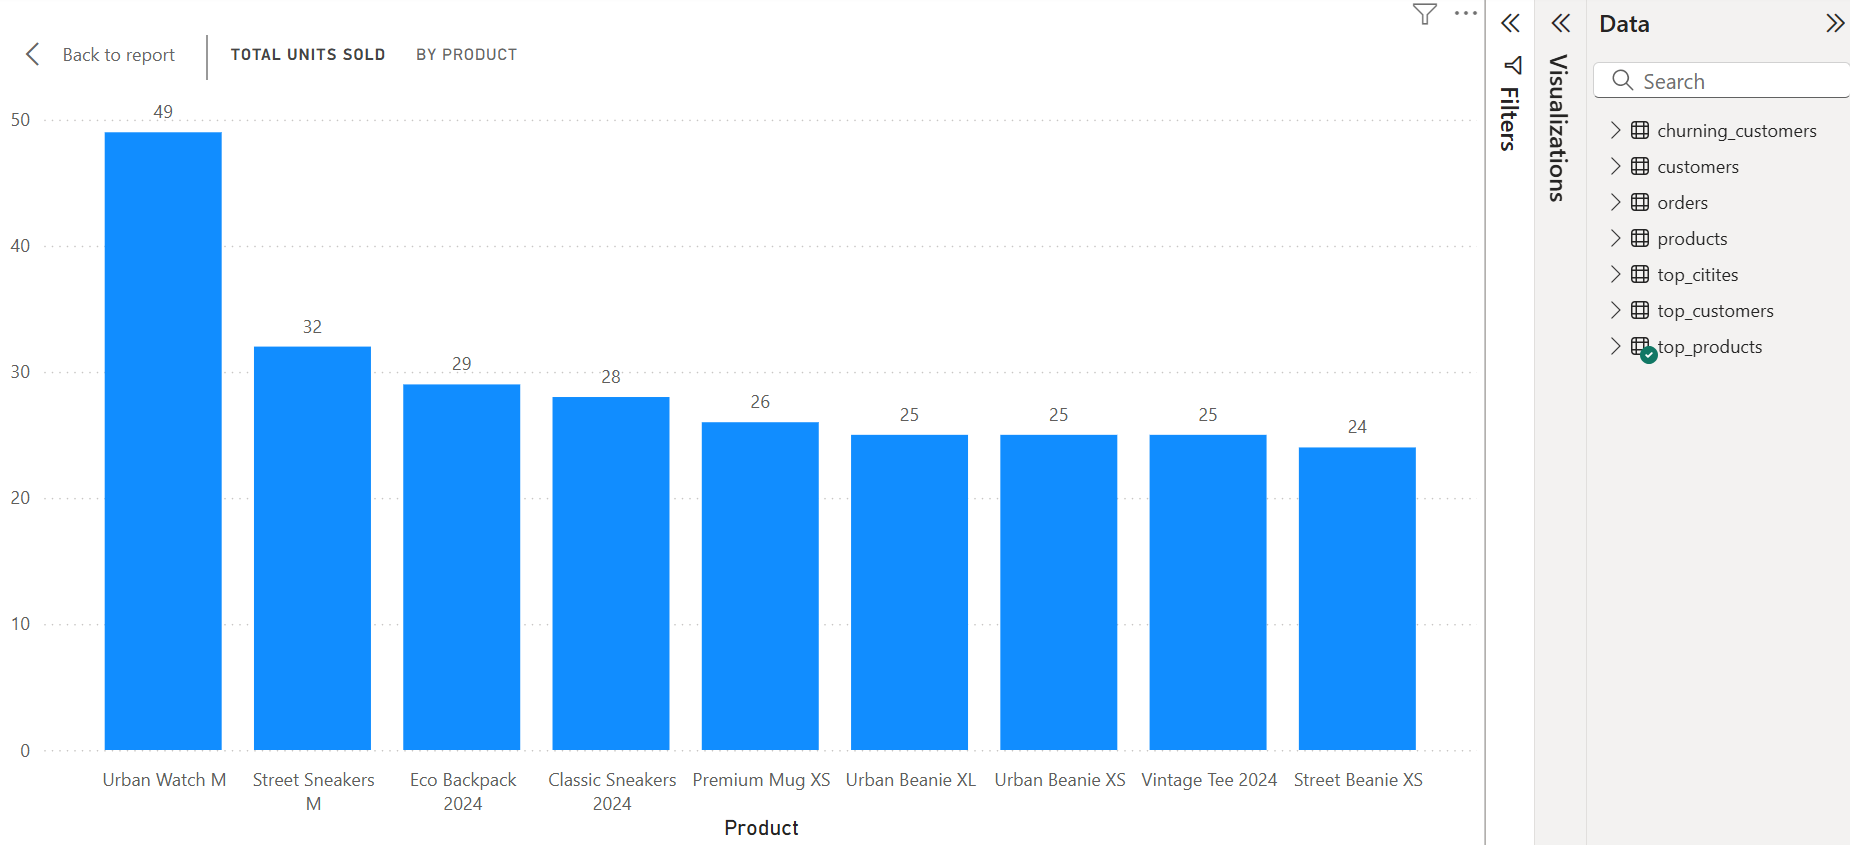 Back to report
TOTAL UNITS SOLD
BY PRODUCT
50
40
30
20
10
0
49
32
29
28
26
25
25
25
24
Urban Watch M
Street Sneakers
M
Eco Backpack
2024
Classic Sneakers
2024
Premium Mug XS
Urban Beanie XL
Urban Beanie XS
Vintage Tee 2024
Street Beanie XS
Product
Filters
Visualizations
Data
Search
churning_customers
customers
orders
products
top_citites
top_customers
top_products